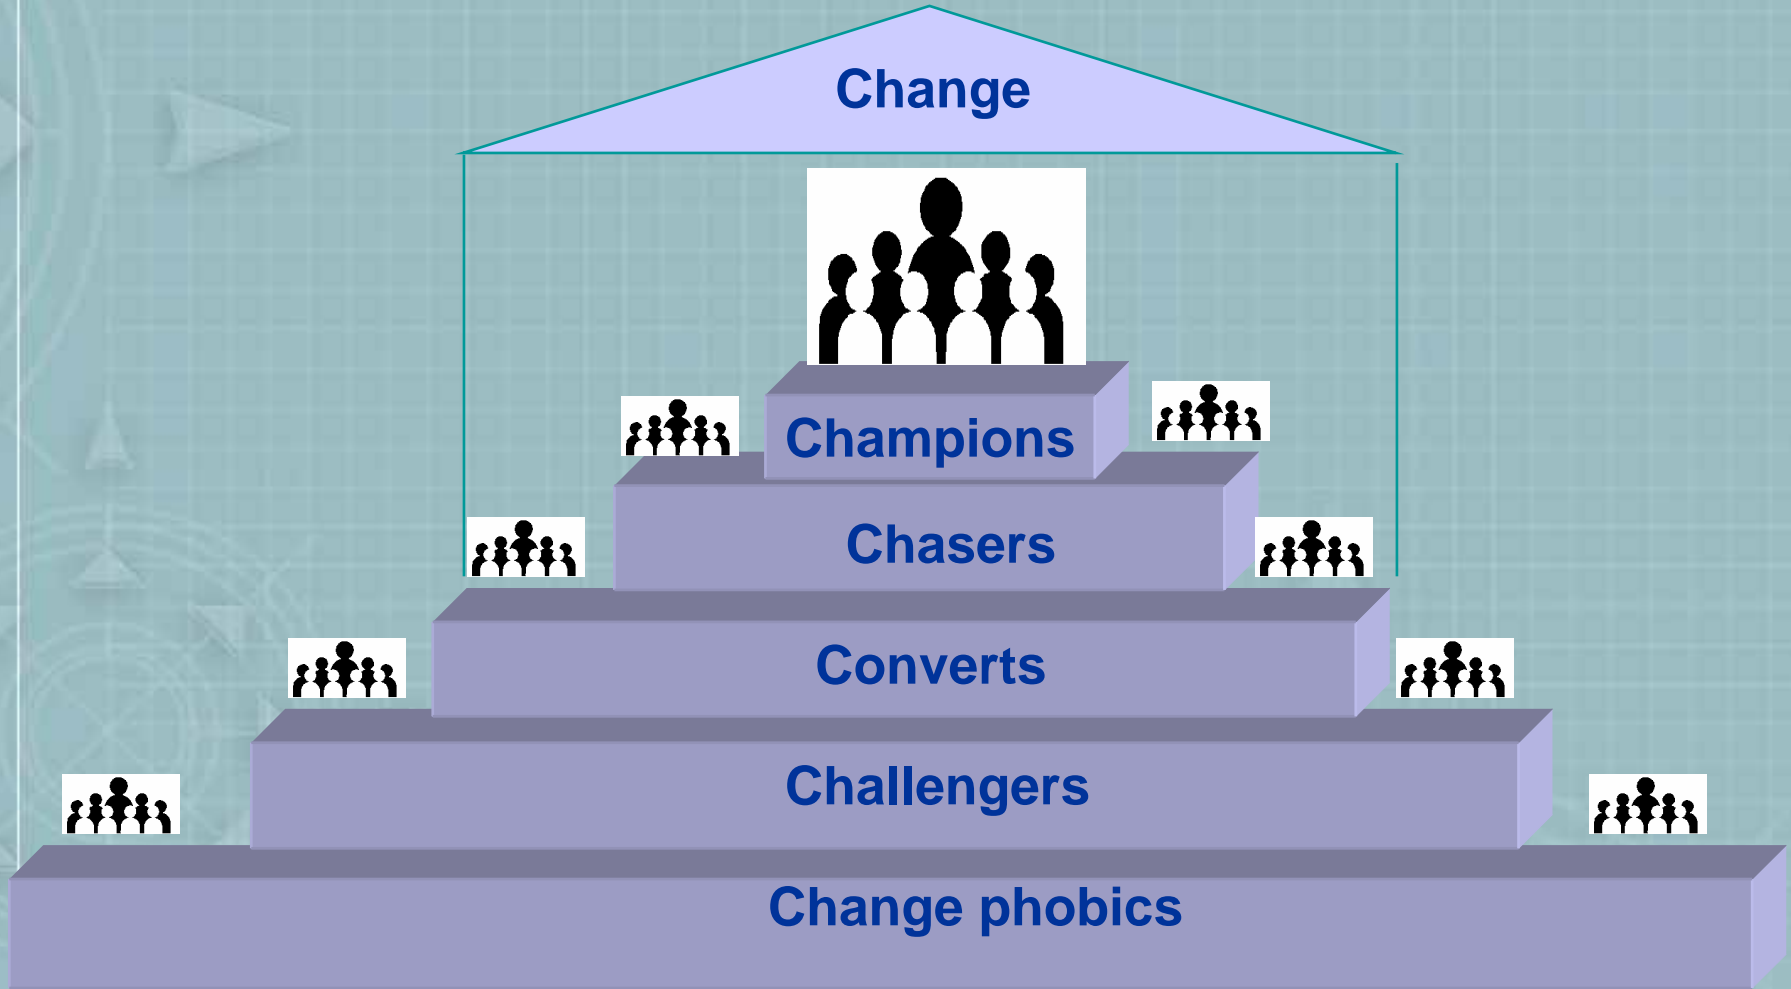 Change
Champions
Chasers
Converts
Challengers
Change phobics